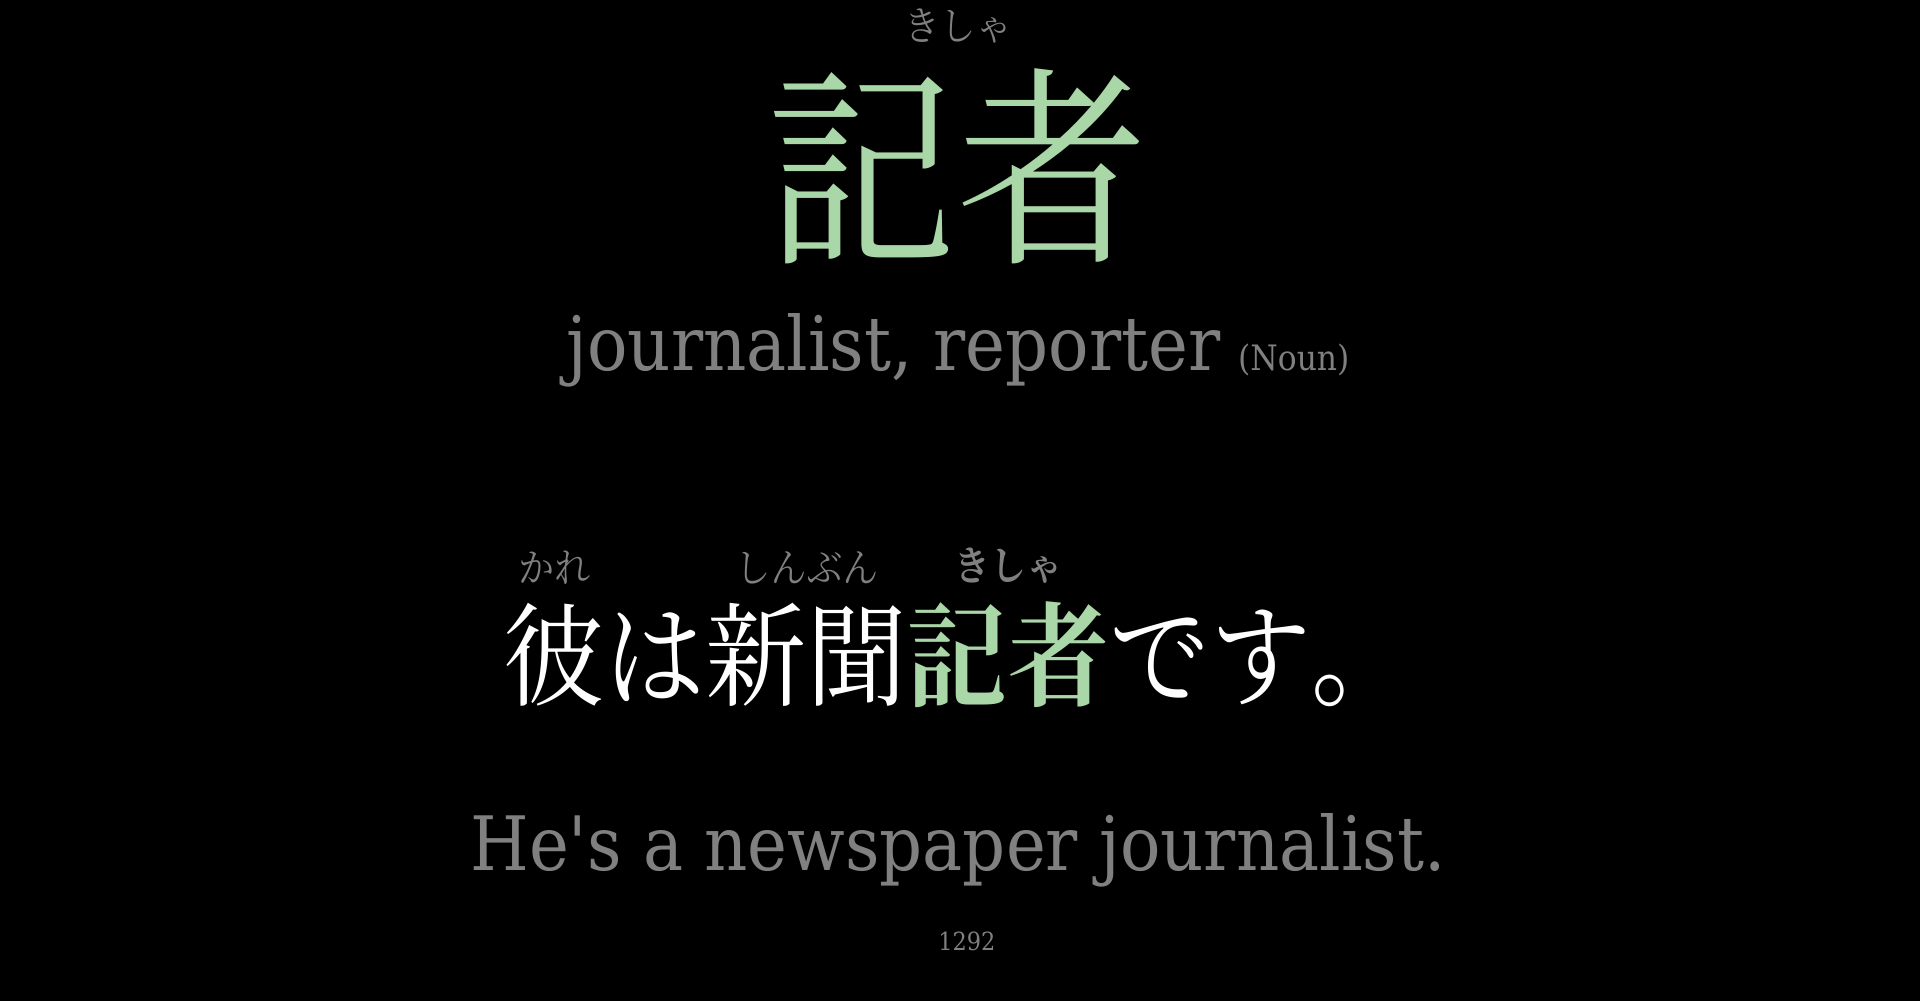 きしゃ
記者
journalist, reporter (Noun)
かれ しんぶん きしゃ
彼は新聞記者です。
He's a newspaper journalist.
1292